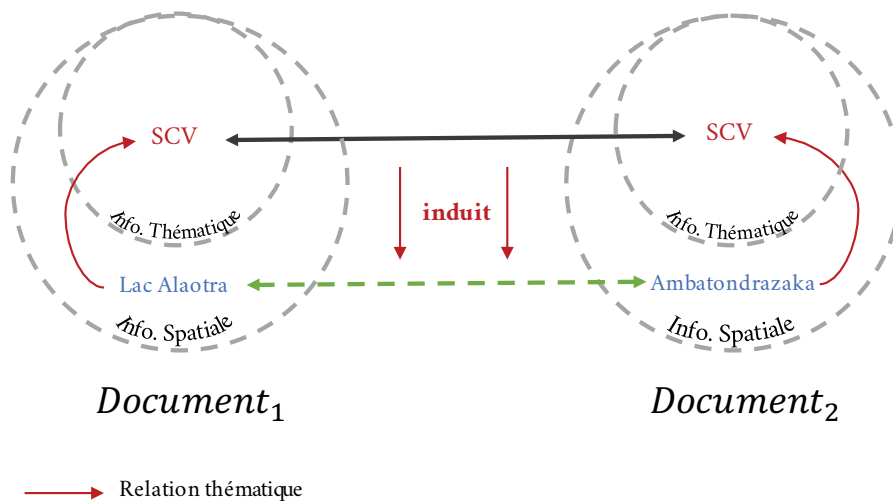 SCV SCV
Info. Thématique Info. Thématique
induit
Lac Alaotra Ambatondrazaka
Info. Spatiale Info. Spatiale
Document1 Document2
Relation thématique